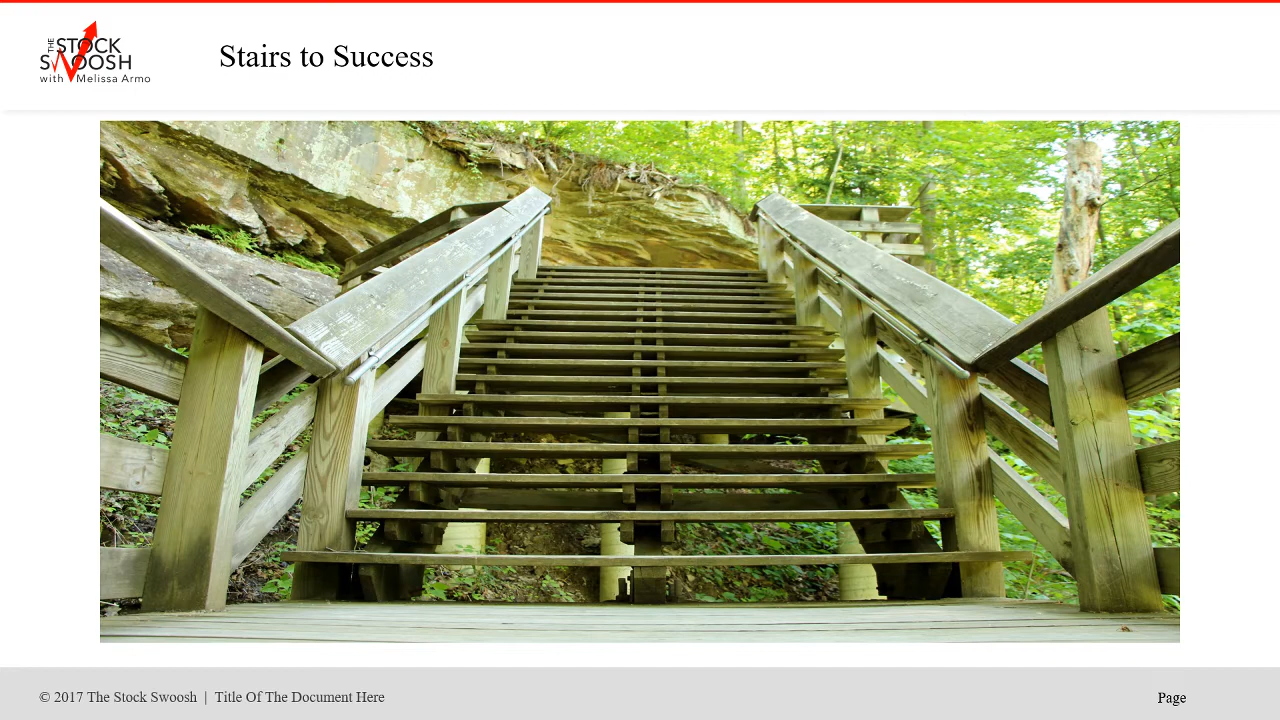 THE STOCK
SWOOSH
with Melissa Armo
Stairs to Success
© 2017 The Stock Swoosh | Title Of The Document Here
Page